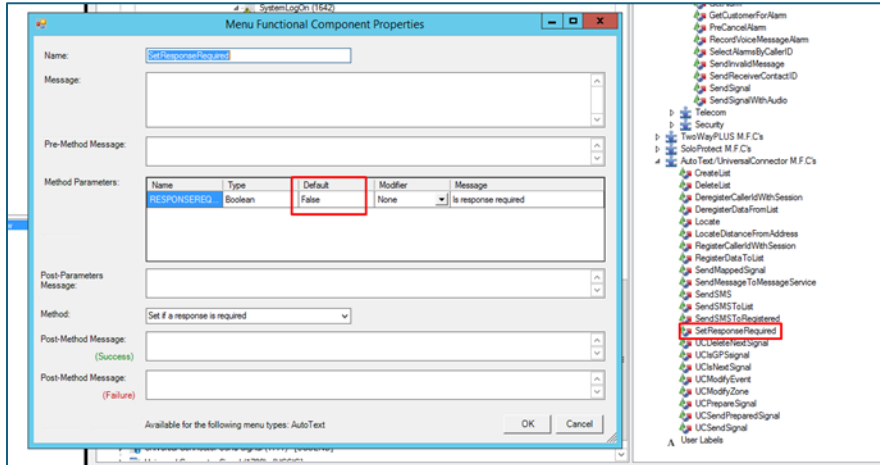 SystemLogOn (1642)
Menu Functional Component Properties
Name:
SetResponseRequired
Message:
Pre-Method Message:
Method Parameters:
Name Type Default Modifier Message
RESPONSEREQ... Boolean False None Is response required
Post-Parameters
Message:
Method:
Set if a response is required
Post-Method Message:
(Success)
Post-Method Message:
(Failure)
Available for the following menu types: AutoText
OK Cancel
GetCustomerForAlarm
PreCancelAlarm
RecordVoiceMessageAlarm
SelectAlarmsByCallerID
SendInvalidMessage
SendReceiverContactID
SendSignal
SendSignalWithAudio
Telecom
Security
TwoWayPLUS M.F.C's
SoloProtect M.F.C's
AutoText/UniversalConnector M.F.C's
CreateList
DeleteList
DeregisterCallerIdWithSession
DeregisterDataFromList
Locate
LocateDistanceFromAddress
RegisterCallerIdWithSession
RegisterDataToList
SendMappedSignal
SendMessageToMessageService
SendSMS
SendSMSToList
SendSMSToRegistered
SetResponseRequired
UCDeleteNextSignal
UCIsGPSsignal
UCIsNextSignal
UCModifyEvent
UCModifyZone
UCPrepareSignal
UCSendPreparedSignal
UCSendSignal
User Labels